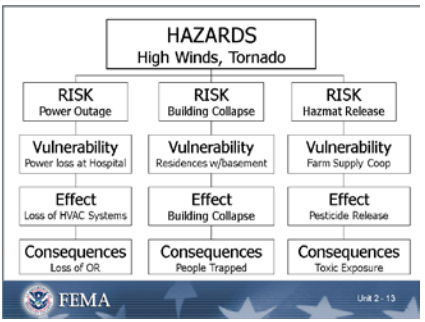 HAZARDS
High Winds, Tornado
RISK
Power Outage
RISK
Building Collapse
RISK
Hazmat Release
Vulnerability
Power loss at Hospital
Vulnerability
Residences w/basement
Vulnerability
Farm Supply Coop
Effect
Loss of HVAC Systems
Effect
Building Collapse
Effect
Pesticide Release
Consequences
Loss of OR
Consequences
People Trapped
Consequences
Toxic Exposure
FEMA
Unit 2 - 13